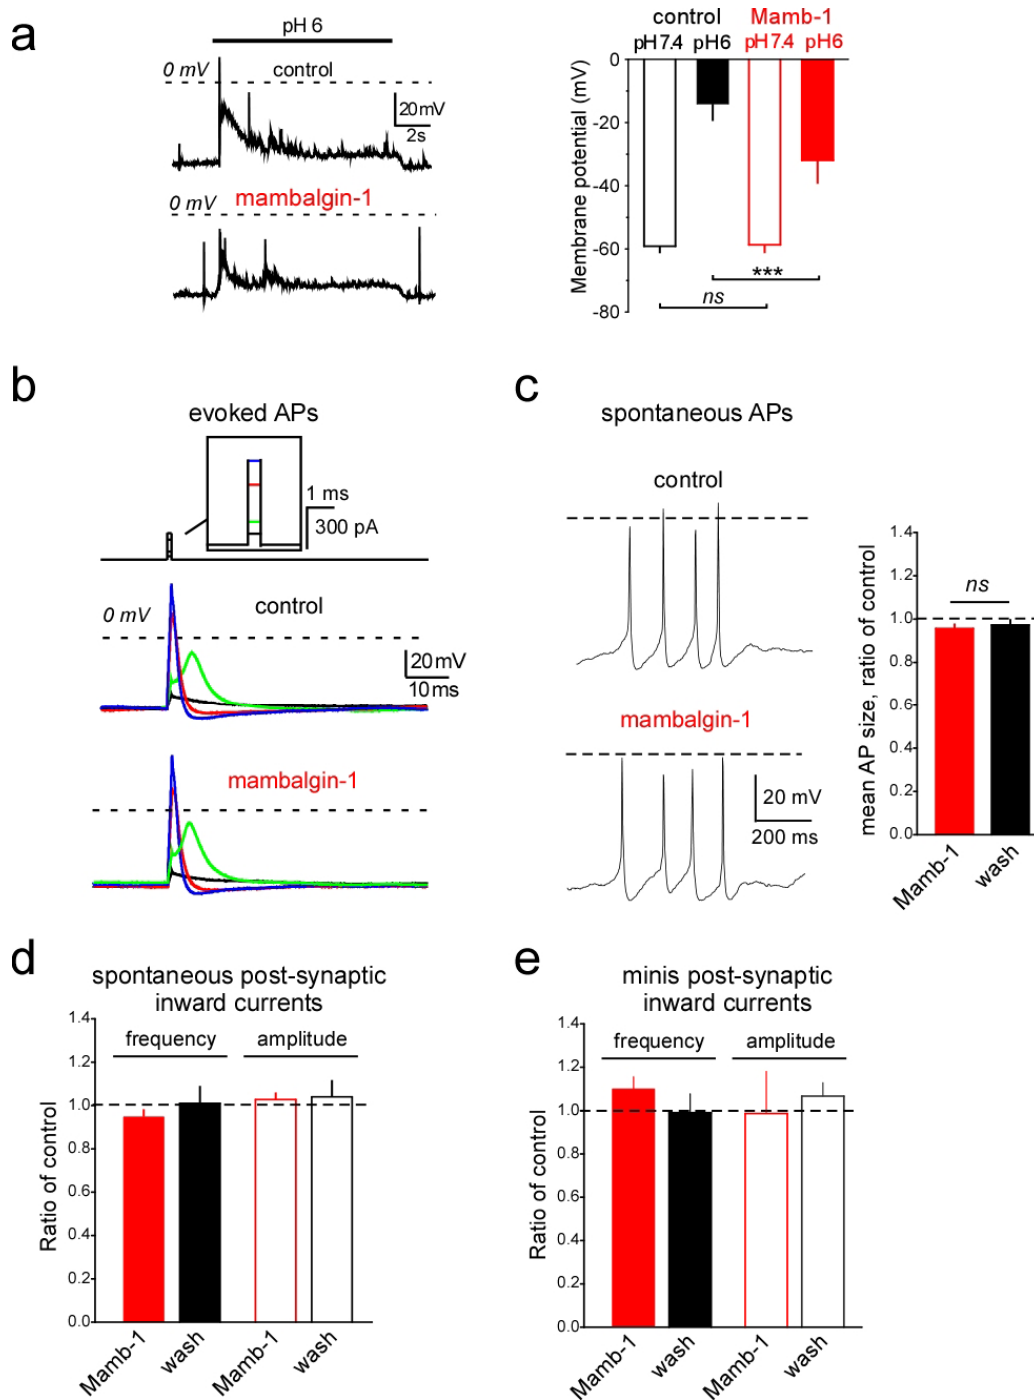 a
pH 6
0 mV
control
20mV
2s
mambalgin-1
0 mV
control
Mamb-1
pH7.4
pH6
pH7.4
pH6
Membrane potential (mV)
0
-20
-40
-60
-80
***
ns
b
evoked APs
1 ms
300 pA
0 mV
control
20mV
10ms
mambalgin-1
c
spontaneous APs
control
mambalgin-1
20 mV
200 ms
mean AP size, ratio of control
1.4
1.2
1.0
0.8
0.6
0.4
0.2
0.0
ns
Mamb-1
wash
d
spontaneous post-synaptic
inward currents
frequency
amplitude
Ratio of control
1.4
1.2
1.0
0.8
0.6
0.4
0.2
0.0
Mamb-1
wash
Mamb-1
wash
e
minis post-synaptic
inward currents
frequency
amplitude
Ratio of control
1.4
1.2
1.0
0.8
0.6
0.4
0.2
0.0
Mamb-1
wash
Mamb-1
wash